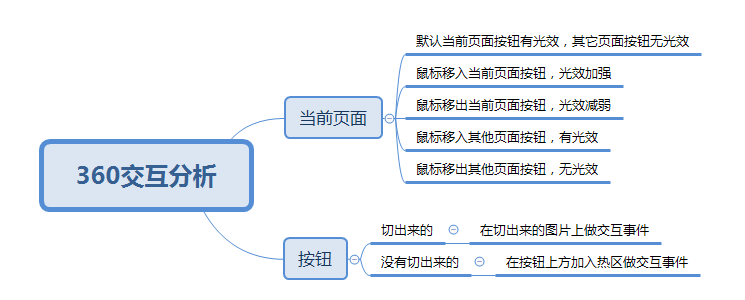 360交互分析
当前页面
默认当前页面按钮有光效，其它页面按钮无光效
鼠标移入当前页面按钮，光效加强
鼠标移出当前页面按钮，光效减弱
鼠标移入其他页面按钮，有光效
鼠标移出其他页面按钮，无光效
按钮
切出来的
在切出来的图片上做交互事件
没有切出来的
在按钮上方加入热区做交互事件